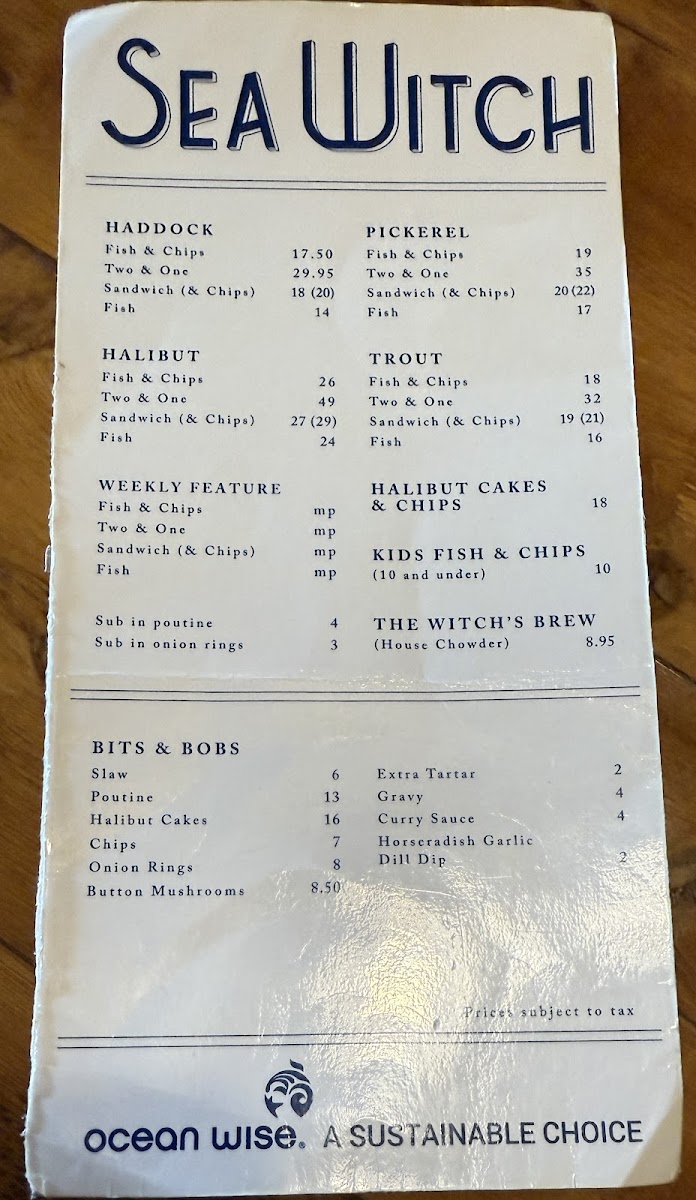 SEA WITCH
HADDOCK
Fish & Chips 17.50
Two & One 29.95
Sandwich (& Chips) 18 (20)
Fish 14
PICKEREL
Fish & Chips 19
Two & One 35
Sandwich (& Chips) 20 (22)
Fish 17
HALIBUT
Fish & Chips 26
Two & One 49
Sandwich (& Chips) 27 (29)
Fish 24
TROUT
Fish & Chips 18
Two & One 32
Sandwich (& Chips) 19 (21)
Fish 16
WEEKLY FEATURE
Fish & Chips mp
Two & One mp
Sandwich (& Chips) mp
Fish mp
HALIBUT CAKES
& CHIPS 18
KIDS FISH & CHIPS
(10 and under) 10
Sub in poutine 4
Sub in onion rings 3
THE WITCH'S BREW
(House Chowder) 8.95
BITS & BOBS
Slaw 6
Poutine 13
Halibut Cakes 16
Chips 7
Onion Rings 8
Button Mushrooms 8.50
Extra Tartar 2
Gravy 4
Curry Sauce 4
Horseradish Garlic
Dill Dip 2
Prices subject to tax
ocean wise. A SUSTAINABLE CHOICE